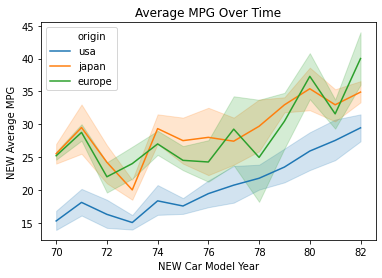 Average MPG Over Time
origin
usa
japan
europe
NEW Average MPG
45
40
35
30
25
20
15
70 72 74 76 78 80 82
NEW Car Model Year